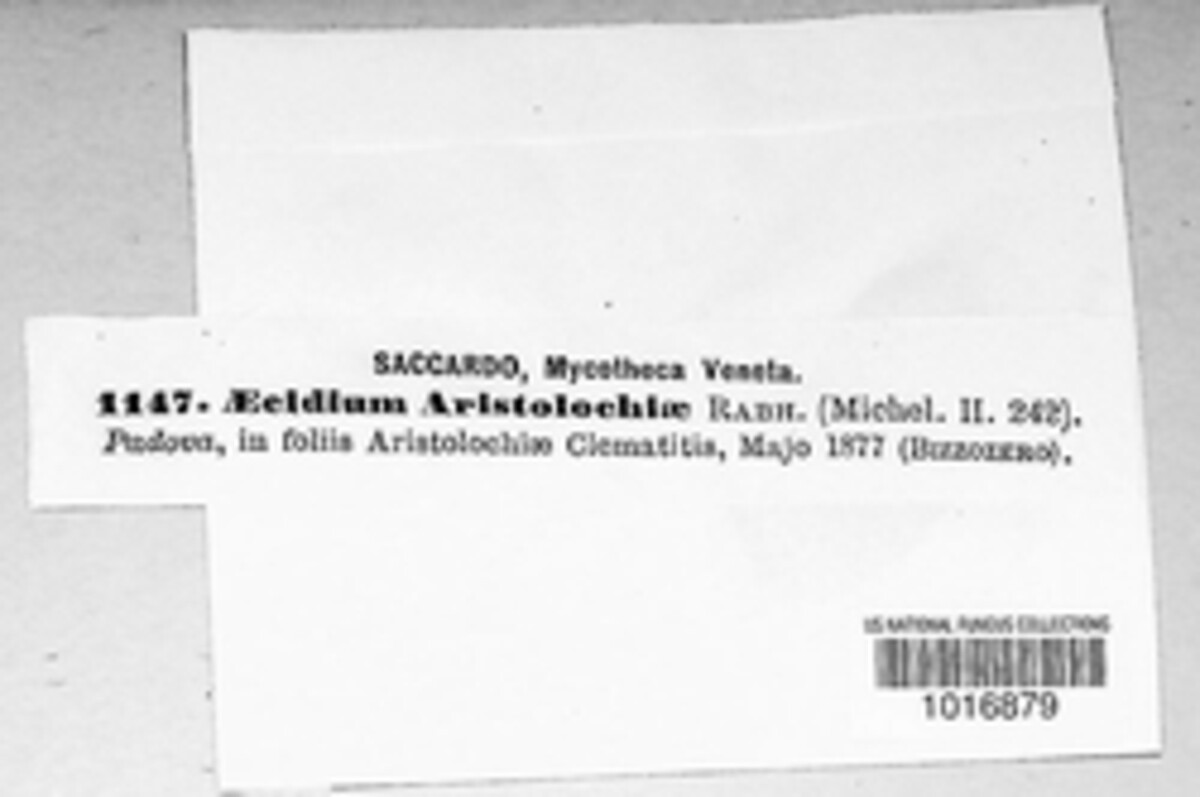 SACCARDO, Mycotheca Veneta.
1147. Æcidium Aristolochiæ RABH. (Michel. II. 242).
Padova, in foliis Aristolochiæ Clematitis, Majo 1877 (BIZZOZERO).
US NATIONAL FUNGUS COLLECTIONS
1016879